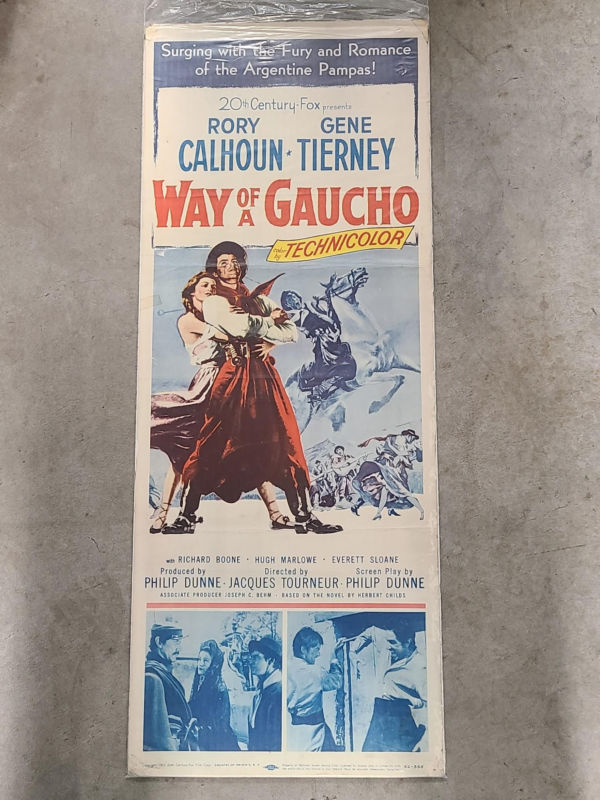 Surging with the Fury and Romance
of the Argentine Pampas!
20th Century-Fox presents
RORY GENE
CALHOUN · TIERNEY
WAY OF A GAUCHO
color by TECHNICOLOR
with RICHARD BOONE · HUGH MARLOWE · EVERETT SLOANE
Produced by Directed by Screen Play by
PHILIP DUNNE · JACQUES TOURNEUR · PHILIP DUNNE
ASSOCIATE PRODUCER JOSEPH C. BEHM · BASED ON THE NOVEL BY HERBERT CHILDS